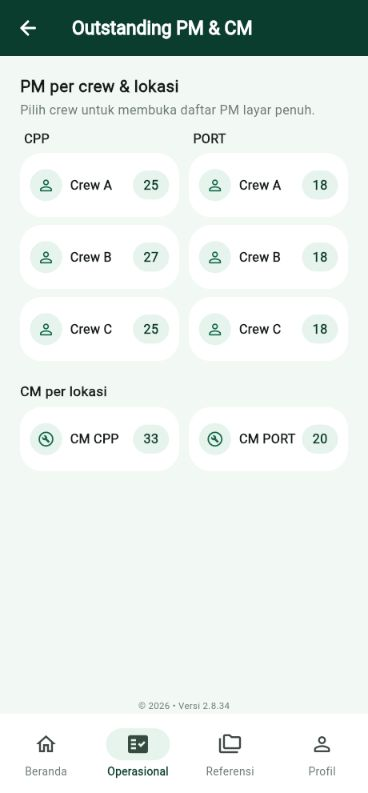 Outstanding PM & CM
PM per crew & lokasi
Pilih crew untuk membuka daftar PM layar penuh.
CPP PORT
Crew A 25 Crew A 18
Crew B 27 Crew B 18
Crew C 25 Crew C 18
CM per lokasi
CM CPP 33 CM PORT 20
© 2026 • Versi 2.8.34
Beranda Operasional Referensi Profil